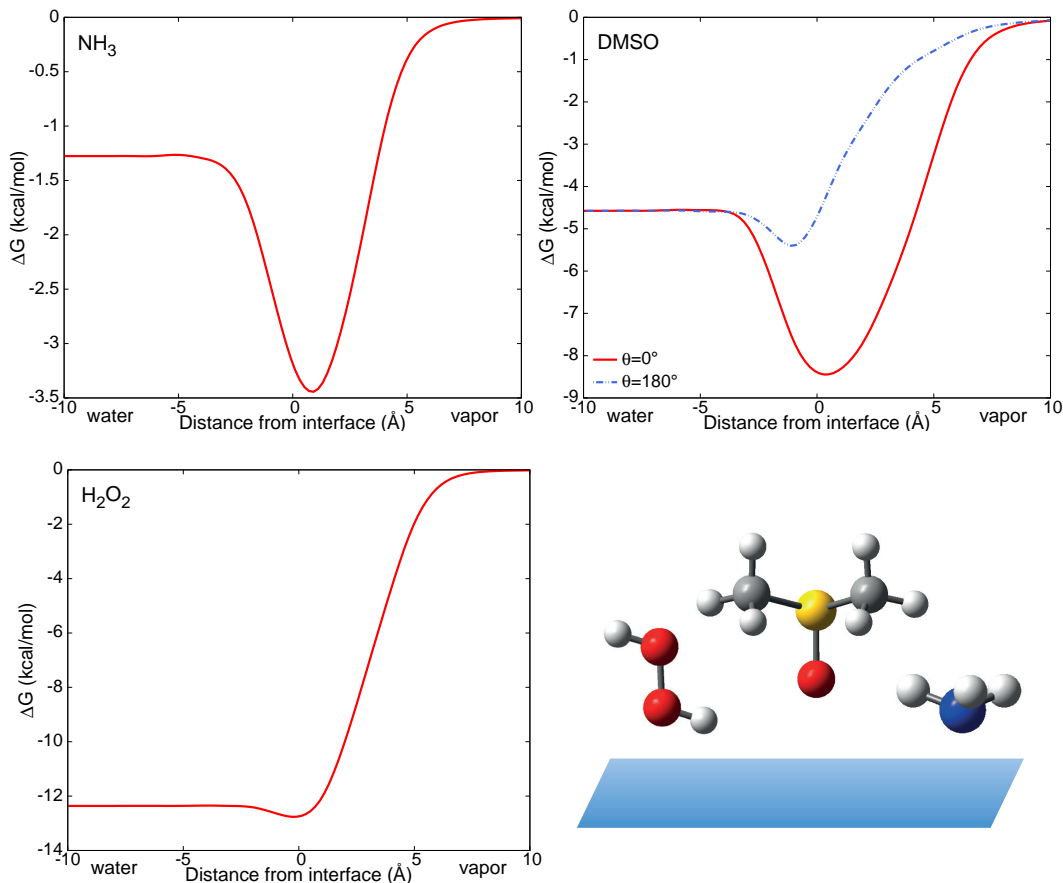 NH3
0
-0.5
-1
-1.5
-2
-2.5
-3
-3.5
ΔG (kcal/mol)
-10 -5 0 5 10
water vapor
Distance from interface (Å)
DMSO
0
-1
-2
-3
-4
-5
-6
-7
-8
-9
ΔG (kcal/mol)
θ=0°
θ=180°
-10 -5 0 5 10
water vapor
Distance from interface (Å)
H2O2
0
-2
-4
-6
-8
-10
-12
-14
ΔG (kcal/mol)
-10 -5 0 5 10
water vapor
Distance from interface (Å)